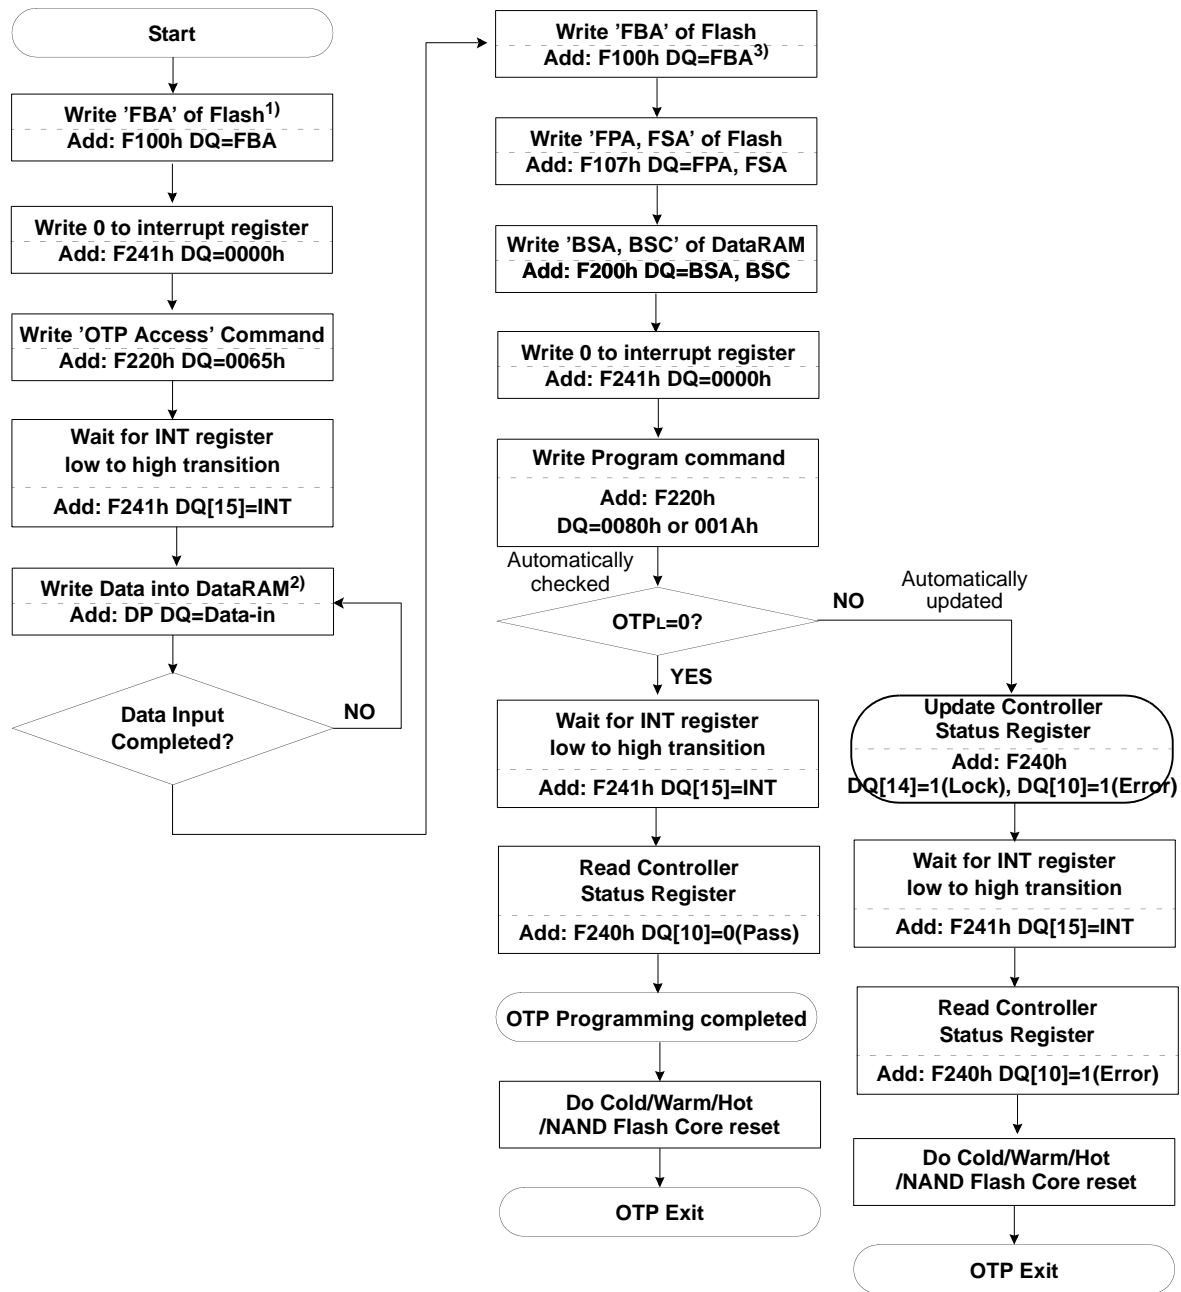 Start
Write ’FBA’ of Flash1)
Add: F100h DQ=FBA
Write 0 to interrupt register
Add: F241h DQ=0000h
Write ’OTP Access’ Command
Add: F220h DQ=0065h
Wait for INT register
low to high transition
Add: F241h DQ[15]=INT
Write Data into DataRAM2)
Add: DP DQ=Data-in
Data Input
Completed?
NO
Write ’FBA’ of Flash
Add: F100h DQ=FBA3)
Write ’FPA, FSA’ of Flash
Add: F107h DQ=FPA, FSA
Write ’BSA, BSC’ of DataRAM
Add: F200h DQ=BSA, BSC
Write 0 to interrupt register
Add: F241h DQ=0000h
Write Program command
Add: F220h
DQ=0080h or 001Ah
Automatically
checked
OTPL=0?
NO
Automatically
updated
YES
Wait for INT register
low to high transition
Add: F241h DQ[15]=INT
Read Controller
Status Register
Add: F240h DQ[10]=0(Pass)
OTP Programming completed
Do Cold/Warm/Hot
/NAND Flash Core reset
OTP Exit
Update Controller
Status Register
Add: F240h
DQ[14]=1(Lock), DQ[10]=1(Error)
Wait for INT register
low to high transition
Add: F241h DQ[15]=INT
Read Controller
Status Register
Add: F240h DQ[10]=1(Error)
Do Cold/Warm/Hot
/NAND Flash Core reset
OTP Exit